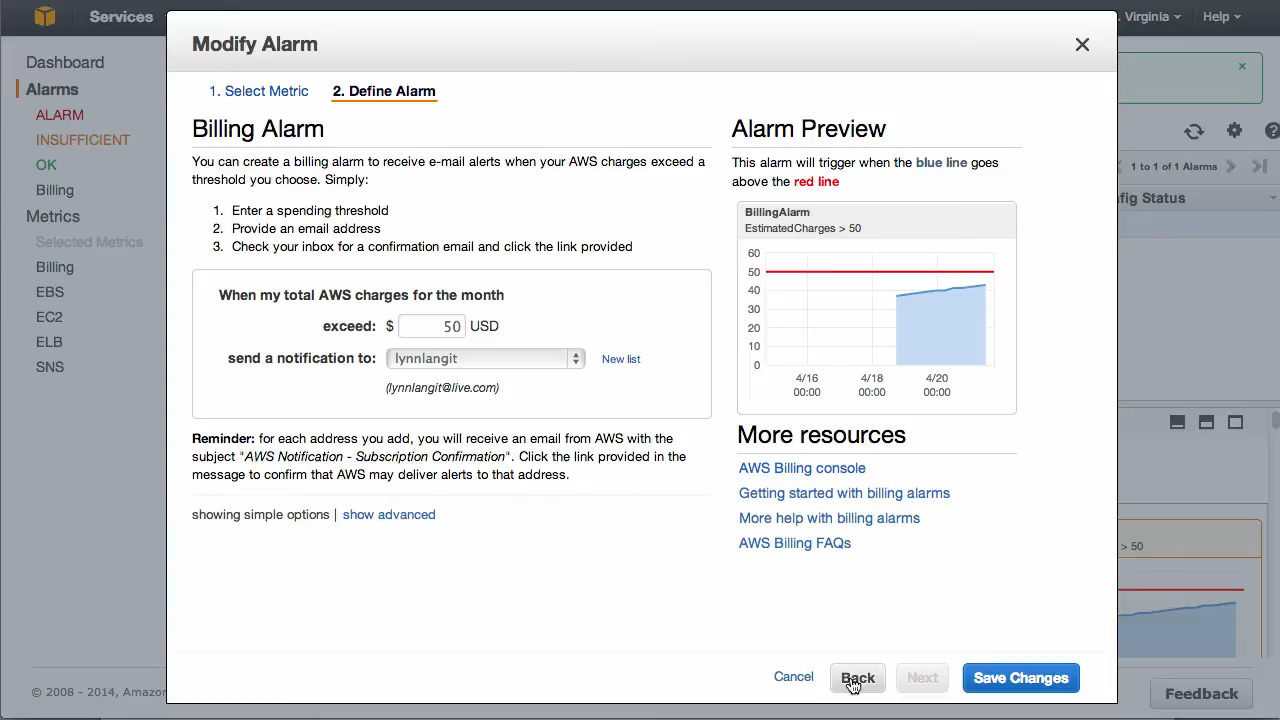 Services
. Virginia
Help
Dashboard
Alarms
ALARM
INSUFFICIENT
OK
Billing
Metrics
Selected Metrics
Billing
EBS
EC2
ELB
SNS
© 2008 - 2014, Amazon
Modify Alarm
1. Select Metric
2. Define Alarm
Billing Alarm
You can create a billing alarm to receive e-mail alerts when your AWS charges exceed a
threshold you choose. Simply:
1. Enter a spending threshold
2. Provide an email address
3. Check your inbox for a confirmation email and click the link provided
When my total AWS charges for the month
exceed: $ 50 USD
send a notification to: lynnlangit New list
(lynnlangit@live.com)
Reminder: for each address you add, you will receive an email from AWS with the
subject "AWS Notification - Subscription Confirmation". Click the link provided in the
message to confirm that AWS may deliver alerts to that address.
showing simple options | show advanced
Alarm Preview
This alarm will trigger when the blue line goes
above the red line
BillingAlarm
EstimatedCharges > 50
60
50
40
30
20
10
0
4/16 4/18 4/20
00:00 00:00 00:00
More resources
AWS Billing console
Getting started with billing alarms
More help with billing alarms
AWS Billing FAQs
Cancel
Back
Next
Save Changes
1 to 1 of 1 Alarms
fig Status
> 50
Feedback